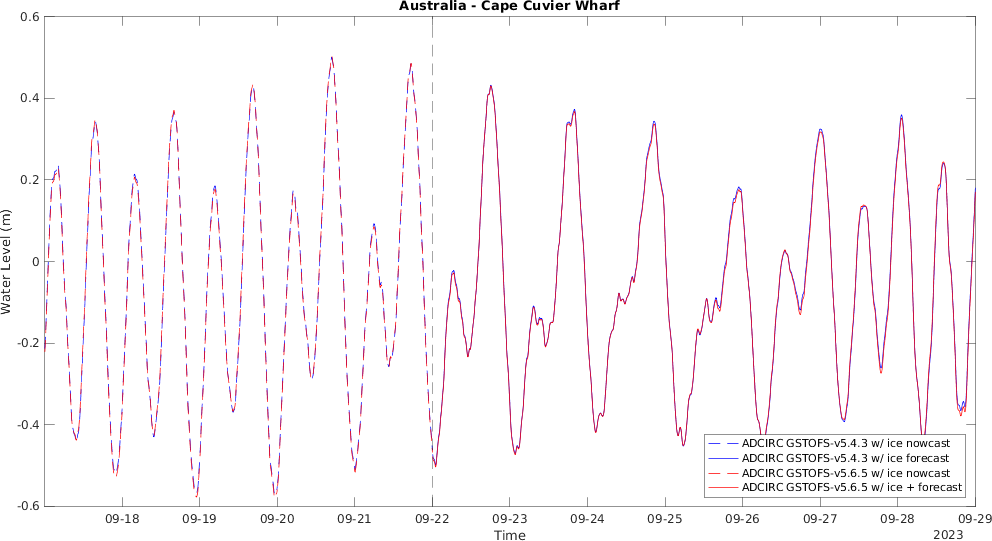 Australia - Cape Cuvier Wharf
Water Level (m)
0.6
0.4
0.2
0
-0.2
-0.4
-0.6
ADCIRC GSTOFS-v5.4.3 w/ ice nowcast
ADCIRC GSTOFS-v5.4.3 w/ ice forecast
ADCIRC GSTOFS-v5.6.5 w/ ice nowcast
ADCIRC GSTOFS-v5.6.5 w/ ice + forecast
09-18 09-19 09-20 09-21 09-22 09-23 09-24 09-25 09-26 09-27 09-28 09-29
Time
2023